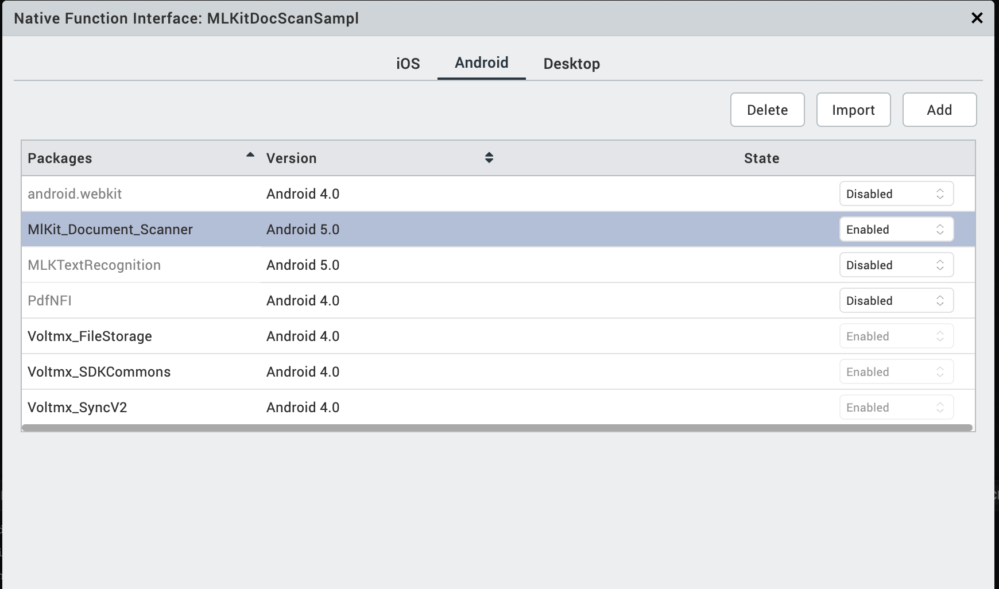 Native Function Interface: MLKitDocScanSampl
iOS Android Desktop
Delete Import Add
Packages Version State
android.webkit Android 4.0 Disabled
MlKit_Document_Scanner Android 5.0 Enabled
MLKTextRecognition Android 5.0 Disabled
PdfNFI Android 4.0 Disabled
Voltmx_FileStorage Android 4.0 Enabled
Voltmx_SDKCommons Android 4.0 Enabled
Voltmx_SyncV2 Android 4.0 Enabled